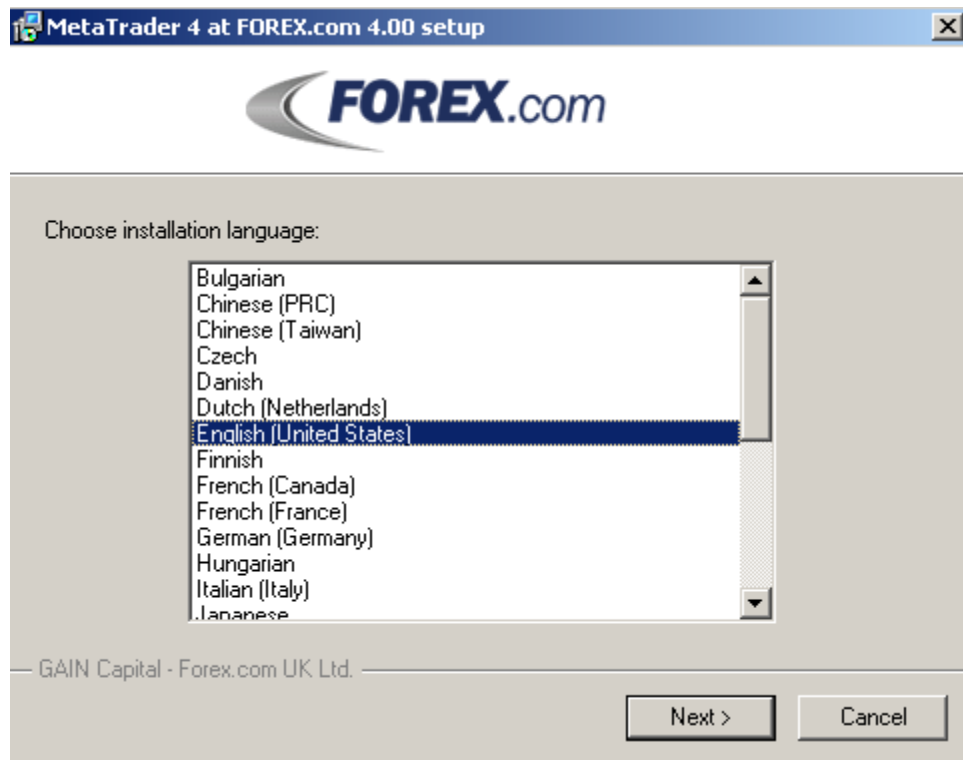 MetaTrader 4 at FOREX.com 4.00 setup
FOREX.com
Choose installation language:
Bulgarian
Chinese (PRC)
Chinese (Taiwan)
Czech
Danish
Dutch (Netherlands)
English (United States)
Finnish
French (Canada)
French (France)
German (Germany)
Hungarian
Italian (Italy)
Japanese
GAIN Capital - Forex.com UK Ltd.
Next > Cancel